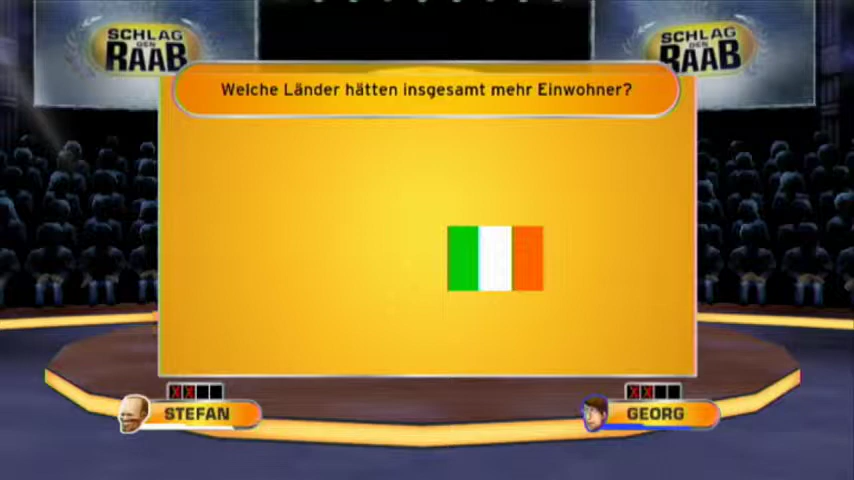 SCHLAG
DEN
RAAB
SCHLAG
DEN
RAAB
Welche Länder hätten insgesamt mehr Einwohner?
X X
STEFAN
X X
GEORG